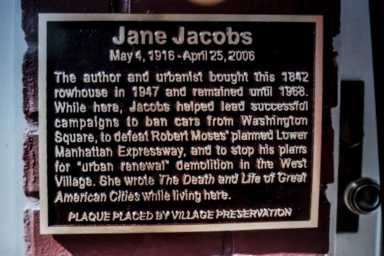 Jane Jacobs
May 4, 1916 - April 25, 2006
The author and urbanist bought this 1842
rowhouse in 1947 and remained until 1968.
While here, Jacobs helped lead successful
campaigns to ban cars from Washington
Square, to defeat Robert Moses' planned Lower
Manhattan Expressway, and to stop his plans
for "urban renewal" demolition in the West
Village. She wrote The Death and Life of Great
American Cities while living here.
PLAQUE PLACED BY VILLAGE PRESERVATION